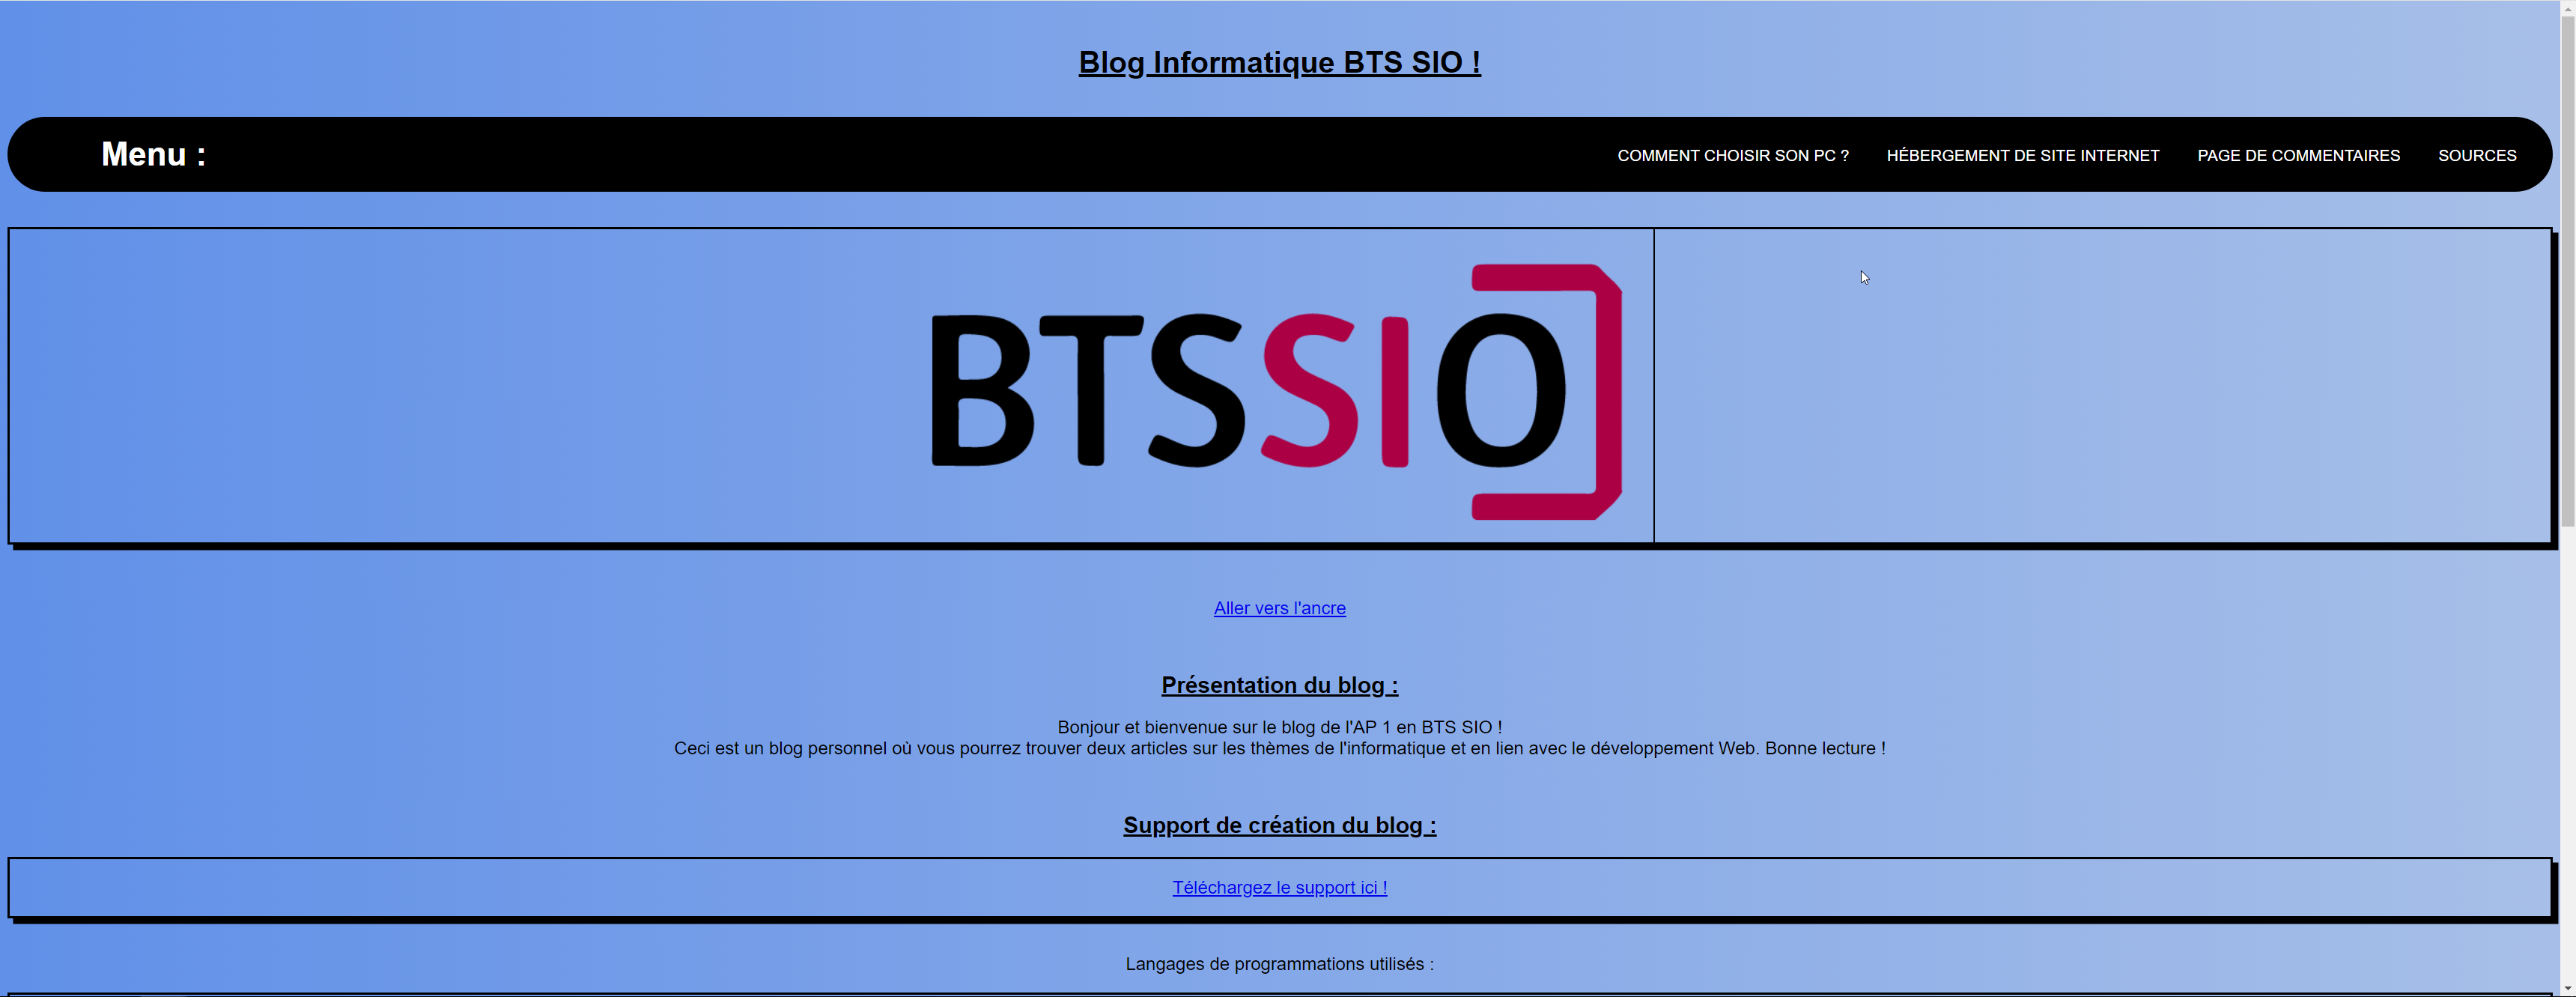 Blog Informatique BTS SIO !
Menu :
COMMENT CHOISIR SON PC ?
HÉBERGEMENT DE SITE INTERNET
PAGE DE COMMENTAIRES
SOURCES
BTSSIO
Aller vers l'ancre
Présentation du blog :
Bonjour et bienvenue sur le blog de l'AP 1 en BTS SIO !
Ceci est un blog personnel où vous pourrez trouver deux articles sur les thèmes de l'informatique et en lien avec le développement Web. Bonne lecture !
Support de création du blog :
Téléchargez le support ici !
Langages de programmations utilisés :